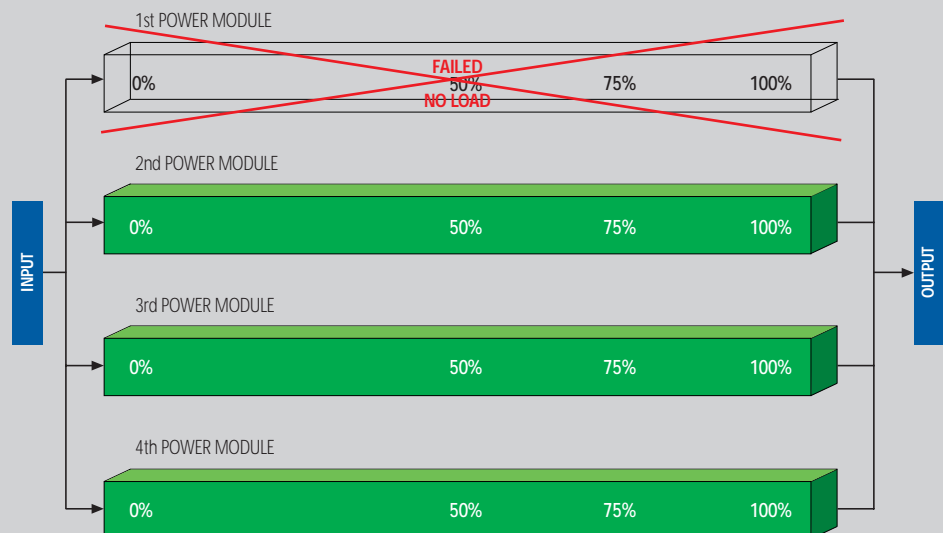 1st POWER MODULE
FAILED
0% 50% 75% 100%
NO LOAD
2nd POWER MODULE
0% 50% 75% 100%
INPUT
OUTPUT
3rd POWER MODULE
0% 50% 75% 100%
4th POWER MODULE
0% 50% 75% 100%